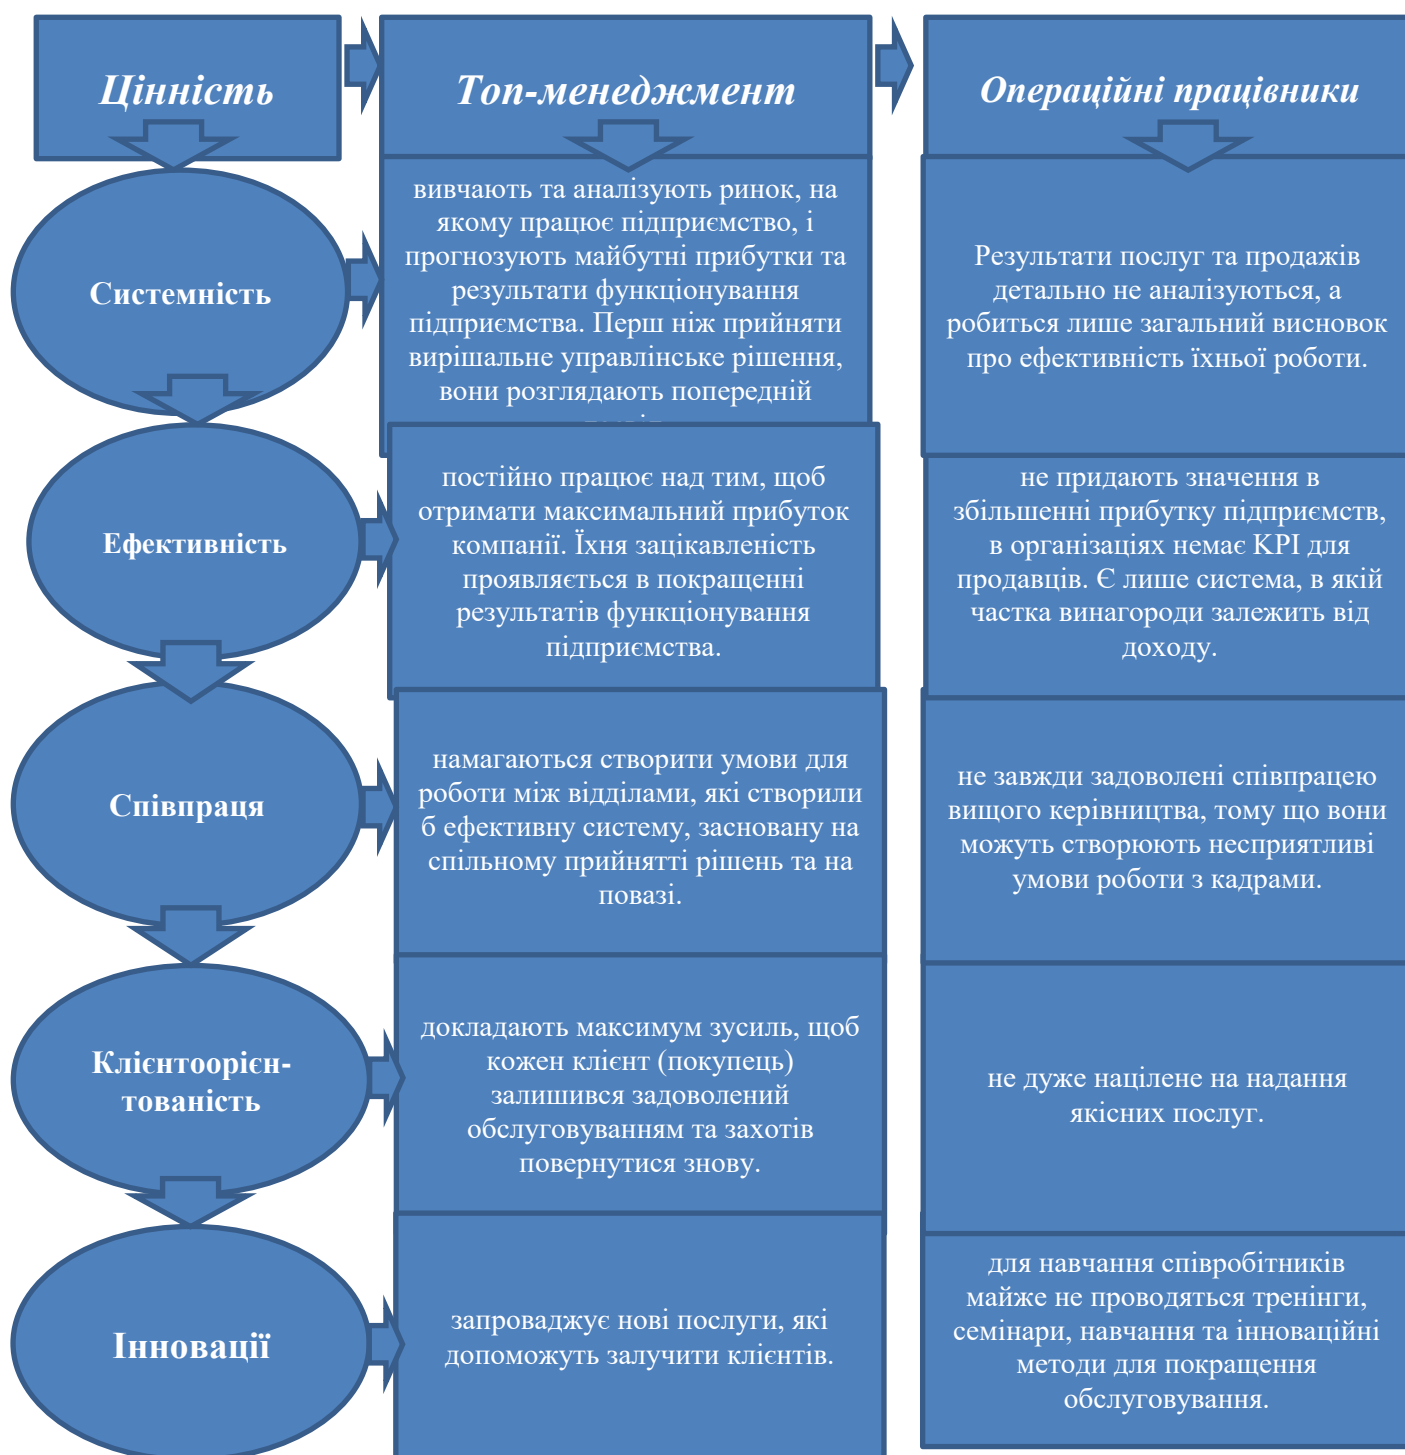 Цінність
Топ-менеджмент
Операційні працівники
Системність
вивчають та аналізують ринок, на
якому працює підприємство, і
прогнозують майбутні прибутки та
результати функціонування
підприємства. Перш ніж прийняти
вирішальне управлінське рішення,
вони розглядають попередній
Результати послуг та продажів
детально не аналізуються, а
робиться лише загальний висновок
про ефективність їхньої роботи.
Ефективність
постійно працює над тим, щоб
отримати максимальний прибуток
компанії. Їхня зацікавленість
проявляється в покращенні
результатів функціонування
підприємства.
не придають значення в
збільшенні прибутку підприємств,
в організаціях немає KPI для
продавців. Є лише система, в якій
частка винагороди залежить від
доходу.
Співпраця
намагаються створити умови для
роботи між відділами, які створили
б ефективну систему, засновану на
спільному прийнятті рішень та на
повазі.
не завжди задоволені співпрацею
вищого керівництва, тому що вони
можуть створюють несприятливі
умови роботи з кадрами.
Клієнтоорієн-
тованість
докладають максимум зусиль, щоб
кожен клієнт (покупець)
залишився задоволений
обслуговуванням та захотів
повернутися знову.
не дуже націлене на надання
якісних послуг.
Інновації
запроваджує нові послуги, які
допоможуть залучити клієнтів.
для навчання співробітників
майже не проводяться тренінги,
семінари, навчання та інноваційні
методи для покращення
обслуговування.